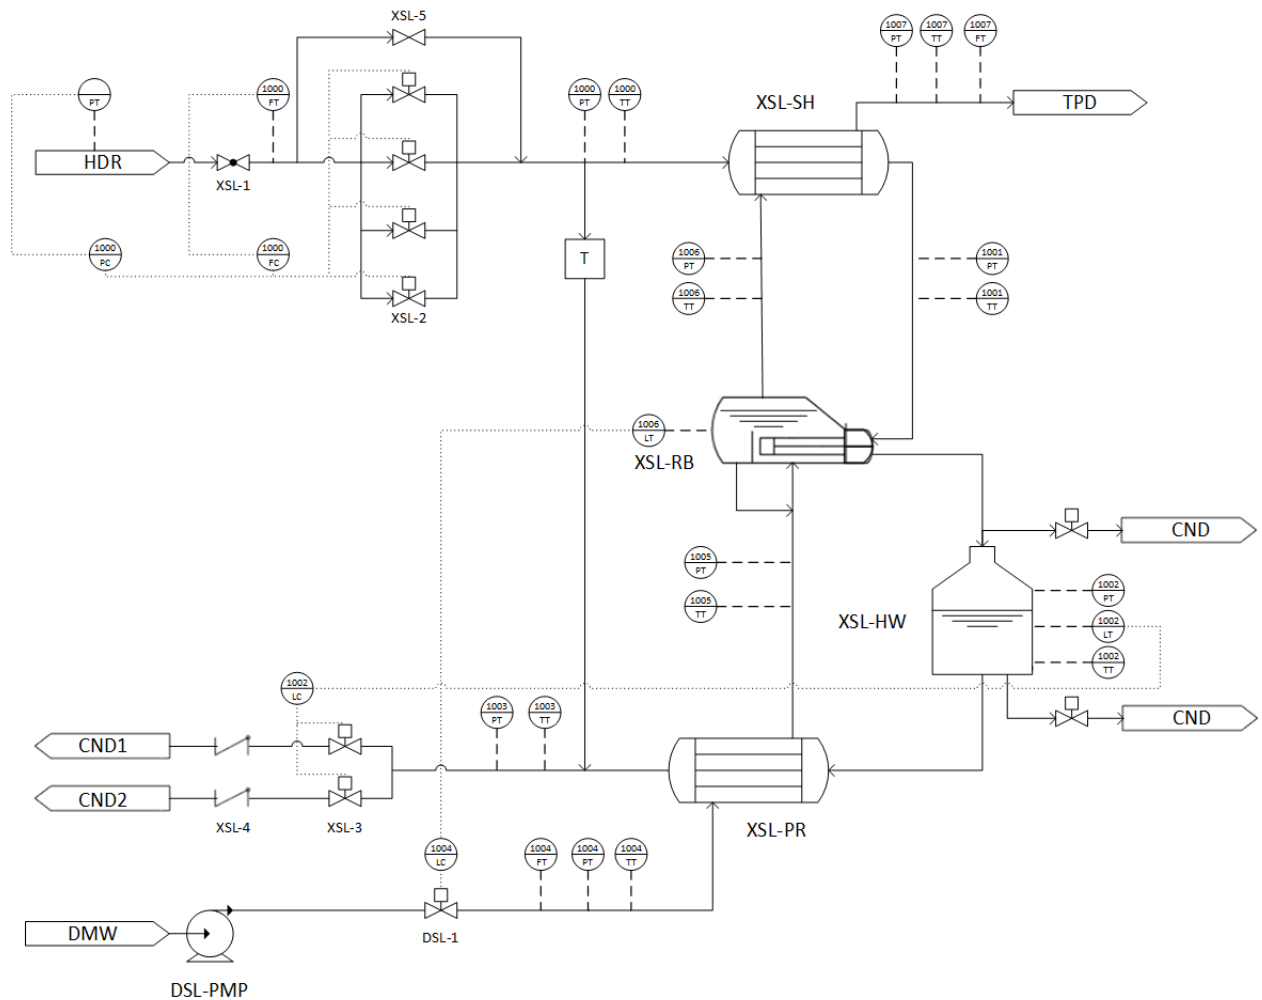 XSL-5
1007
PT
1007
TT
1007
FT
PT
1000
FT
1000
PT
1000
TT
XSL-SH
TPD
HDR
XSL-1
1000
PC
1000
FC
T
1006
PT
1001
PT
1006
TT
1001
TT
XSL-2
1006
LT
XSL-RB
CND
1005
PT
1005
TT
XSL-HW
1002
PT
1002
LT
1002
TT
1002
LC
1003
PT
1003
TT
CND
CND1
CND2
XSL-4
XSL-3
XSL-PR
1004
LC
1004
FT
1004
PT
1004
TT
DMW
DSL-1
DSL-PMP